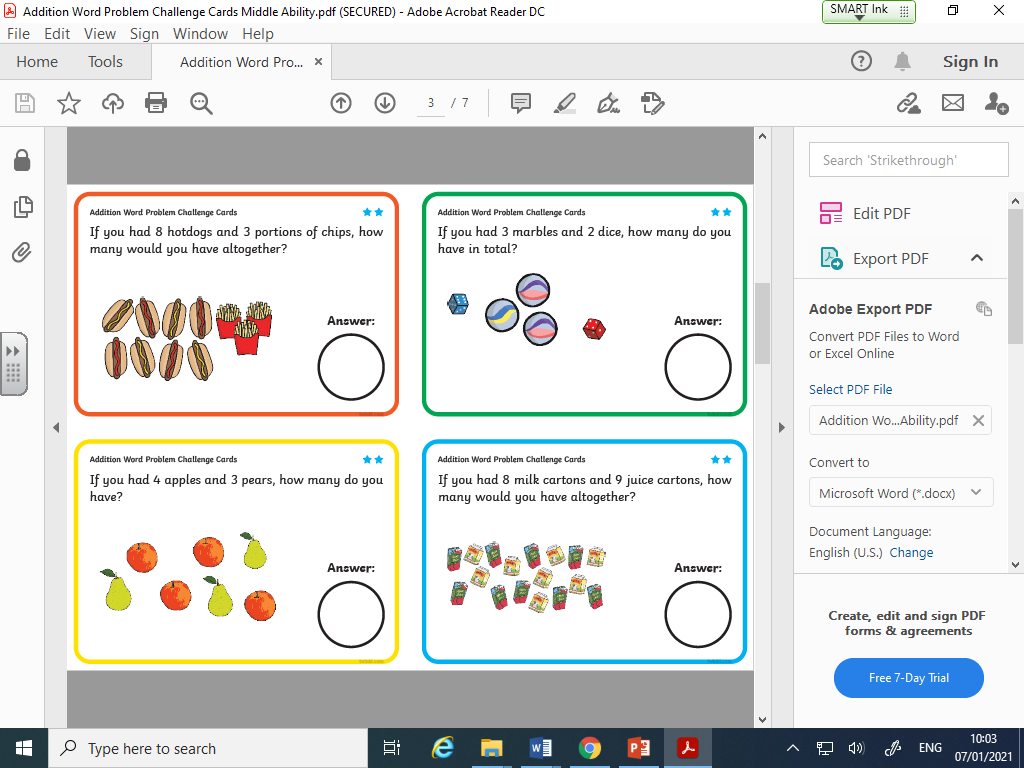 Addition Word Problem Challenge Cards Middle Ability.pdf (SECURED) - Adobe Acrobat Reader DC
SMART Ink
File Edit View Sign Window Help
Home Tools Addition Word Pro... ×
Sign In
3 / 7
Search 'Strikethrough'
Edit PDF
Export PDF
Adobe Export PDF
Convert PDF Files to Word
or Excel Online
Select PDF File
Addition Wo...Ability.pdf
Convert to
Microsoft Word (*.docx)
Document Language:
English (U.S.) Change
Create, edit and sign PDF
forms & agreements
Free 7-Day Trial
Addition Word Problem Challenge Cards
If you had 8 hotdogs and 3 portions of chips, how
many would you have altogether?
Answer:
Addition Word Problem Challenge Cards
If you had 3 marbles and 2 dice, how many do you
have in total?
Answer:
Addition Word Problem Challenge Cards
If you had 4 apples and 3 pears, how many do you
have?
Answer:
Addition Word Problem Challenge Cards
If you had 8 milk cartons and 9 juice cartons, how
many would you have altogether?
Answer:
Type here to search
ENG
10:03
07/01/2021